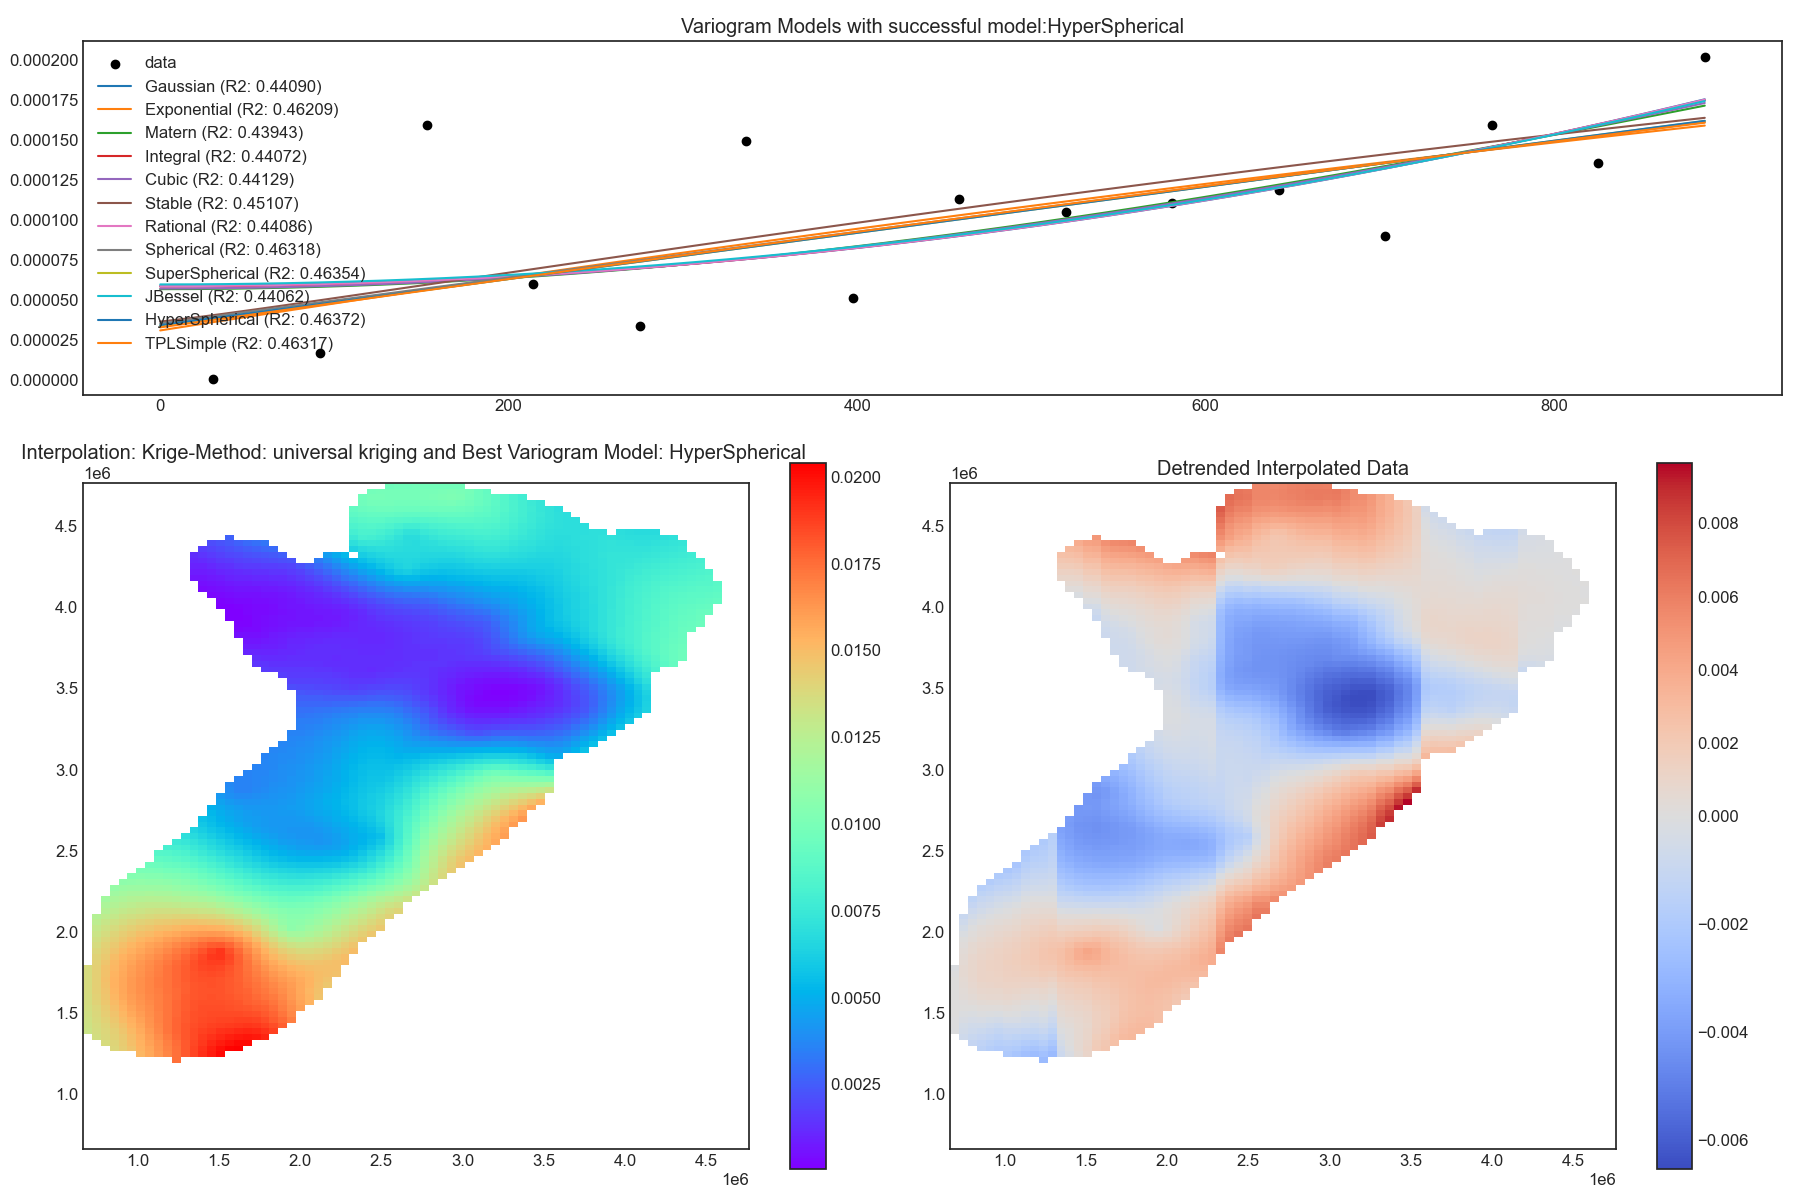 Variogram Models with successful model:HyperSpherical
0.000200
0.000175
0.000150
0.000125
0.000100
0.000075
0.000050
0.000025
0.000000
data
Gaussian (R2: 0.44090)
Exponential (R2: 0.46209)
Matern (R2: 0.43943)
Integral (R2: 0.44072)
Cubic (R2: 0.44129)
Stable (R2: 0.45107)
Rational (R2: 0.44086)
Spherical (R2: 0.46318)
SuperSpherical (R2: 0.46354)
JBessel (R2: 0.44062)
HyperSpherical (R2: 0.46372)
TPLSimple (R2: 0.46317)
0 200 400 600 800
Interpolation: Krige-Method: universal kriging and Best Variogram Model: HyperSpherical
1e6
4.5
4.0
3.5
3.0
2.5
2.0
1.5
1.0
1.0 1.5 2.0 2.5 3.0 3.5 4.0 4.5
1e6
0.0200
0.0175
0.0150
0.0125
0.0100
0.0075
0.0050
0.0025
Detrended Interpolated Data
1e6
4.5
4.0
3.5
3.0
2.5
2.0
1.5
1.0
1.0 1.5 2.0 2.5 3.0 3.5 4.0 4.5
1e6
0.008
0.006
0.004
0.002
0.000
−0.002
−0.004
−0.006